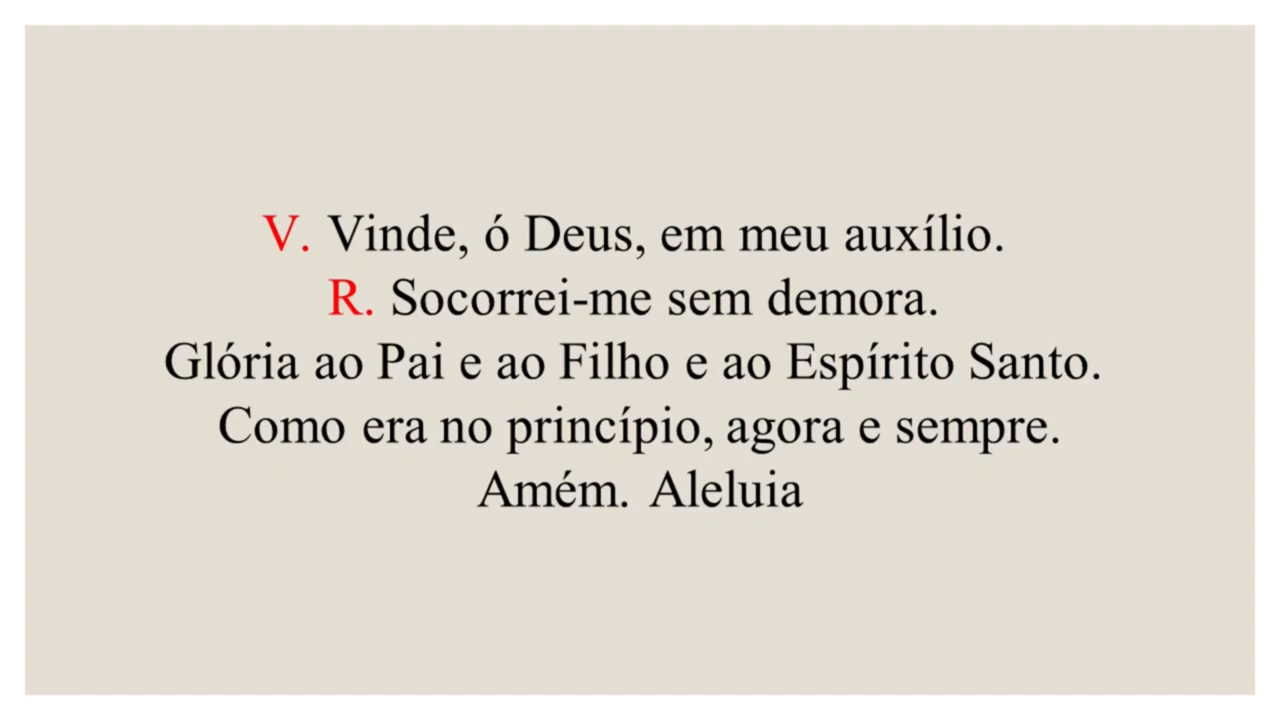 V. Vinde, ó Deus, em meu auxílio.
R. Socorrei-me sem demora.
Glória ao Pai e ao Filho e ao Espírito Santo.
Como era no princípio, agora e sempre.
Amém. Aleluia